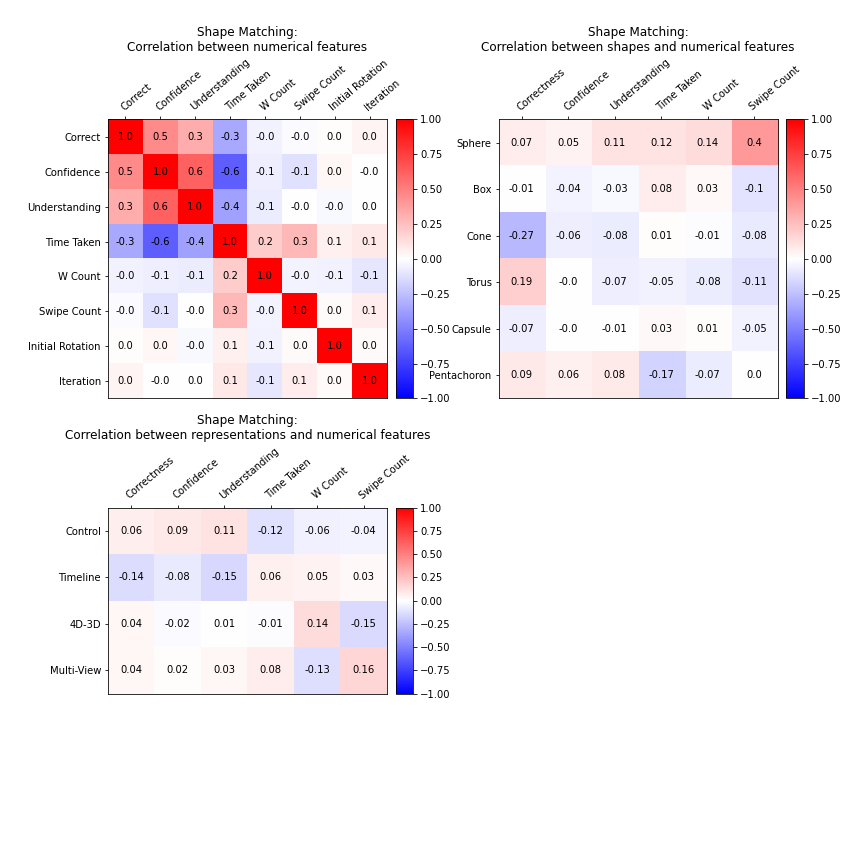 Shape Matching:
Correlation between numerical features
Correct Confidence Understanding Time Taken W Count Swipe Count Initial Rotation Iteration
Correct 1.0 0.5 0.3 -0.3 -0.0 -0.0 0.0 0.0
Confidence 0.5 1.0 0.6 -0.6 -0.1 -0.1 0.0 -0.0
Understanding 0.3 0.6 1.0 -0.4 -0.1 -0.0 -0.0 0.0
Time Taken -0.3 -0.6 -0.4 1.0 0.2 0.3 0.1 0.1
W Count -0.0 -0.1 -0.1 0.2 1.0 -0.0 -0.1 -0.1
Swipe Count -0.0 -0.1 -0.0 0.3 -0.0 1.0 0.0 0.1
Initial Rotation 0.0 0.0 -0.0 0.1 -0.1 0.0 1.0 0.0
Iteration 0.0 -0.0 0.0 0.1 -0.1 0.1 0.0 1.0
1.00
0.75
0.50
0.25
0.00
−0.25
−0.50
−0.75
−1.00
Shape Matching:
Correlation between shapes and numerical features
Correctness Confidence Understanding Time Taken W Count Swipe Count
Sphere 0.07 0.05 0.11 0.12 0.14 0.4
Box -0.01 -0.04 -0.03 0.08 0.03 -0.1
Cone -0.27 -0.06 -0.08 0.01 -0.01 -0.08
Torus 0.19 -0.0 -0.07 -0.05 -0.08 -0.11
Capsule -0.07 -0.0 -0.01 0.03 0.01 -0.05
Pentachoron 0.09 0.06 0.08 -0.17 -0.07 0.0
1.00
0.75
0.50
0.25
0.00
−0.25
−0.50
−0.75
−1.00
Shape Matching:
Correlation between representations and numerical features
Correctness Confidence Understanding Time Taken W Count Swipe Count
Control 0.06 0.09 0.11 -0.12 -0.06 -0.04
Timeline -0.14 -0.08 -0.15 0.06 0.05 0.03
4D-3D 0.04 -0.02 0.01 -0.01 0.14 -0.15
Multi-View 0.04 0.02 0.03 0.08 -0.13 0.16
1.00
0.75
0.50
0.25
0.00
−0.25
−0.50
−0.75
−1.00